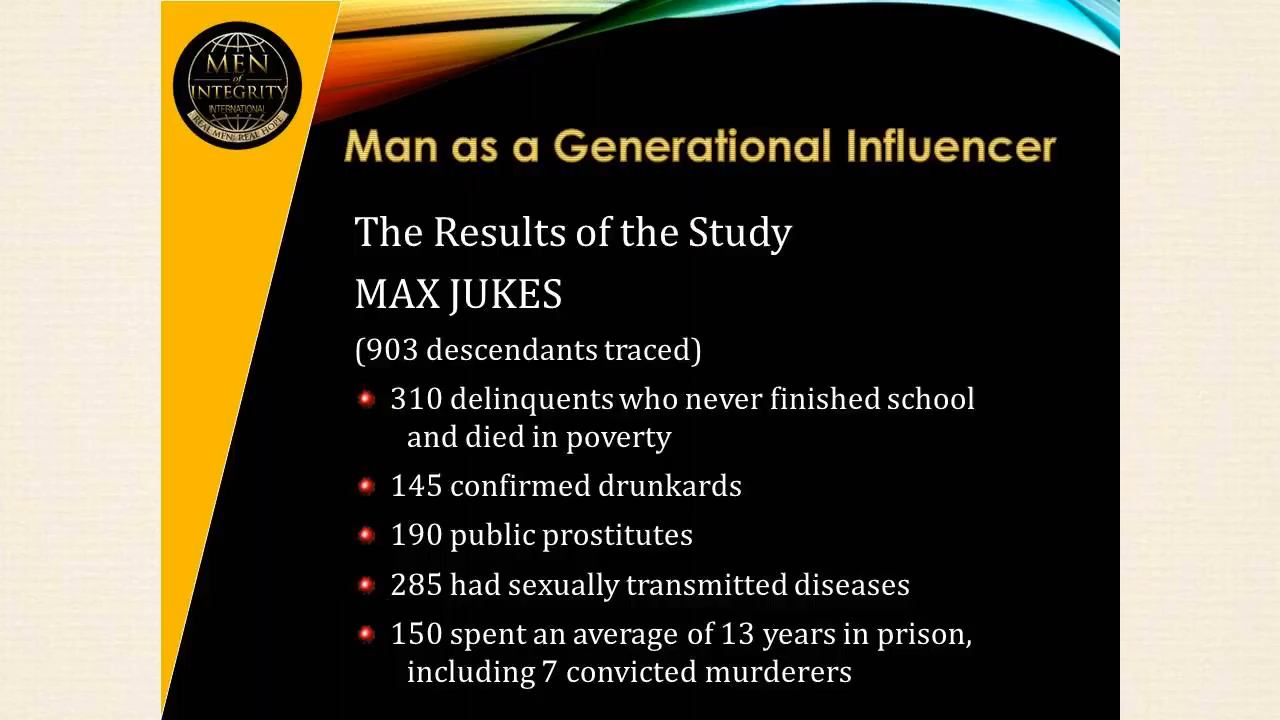 MEN
of
INTEGRITY
INTERNATIONAL
REAL MEN REAL HOPE
Man as a Generational Influencer
The Results of the Study
MAX JUKES
(903 descendants traced)
310 delinquents who never finished school
and died in poverty
145 confirmed drunkards
190 public prostitutes
285 had sexually transmitted diseases
150 spent an average of 13 years in prison,
including 7 convicted murderers